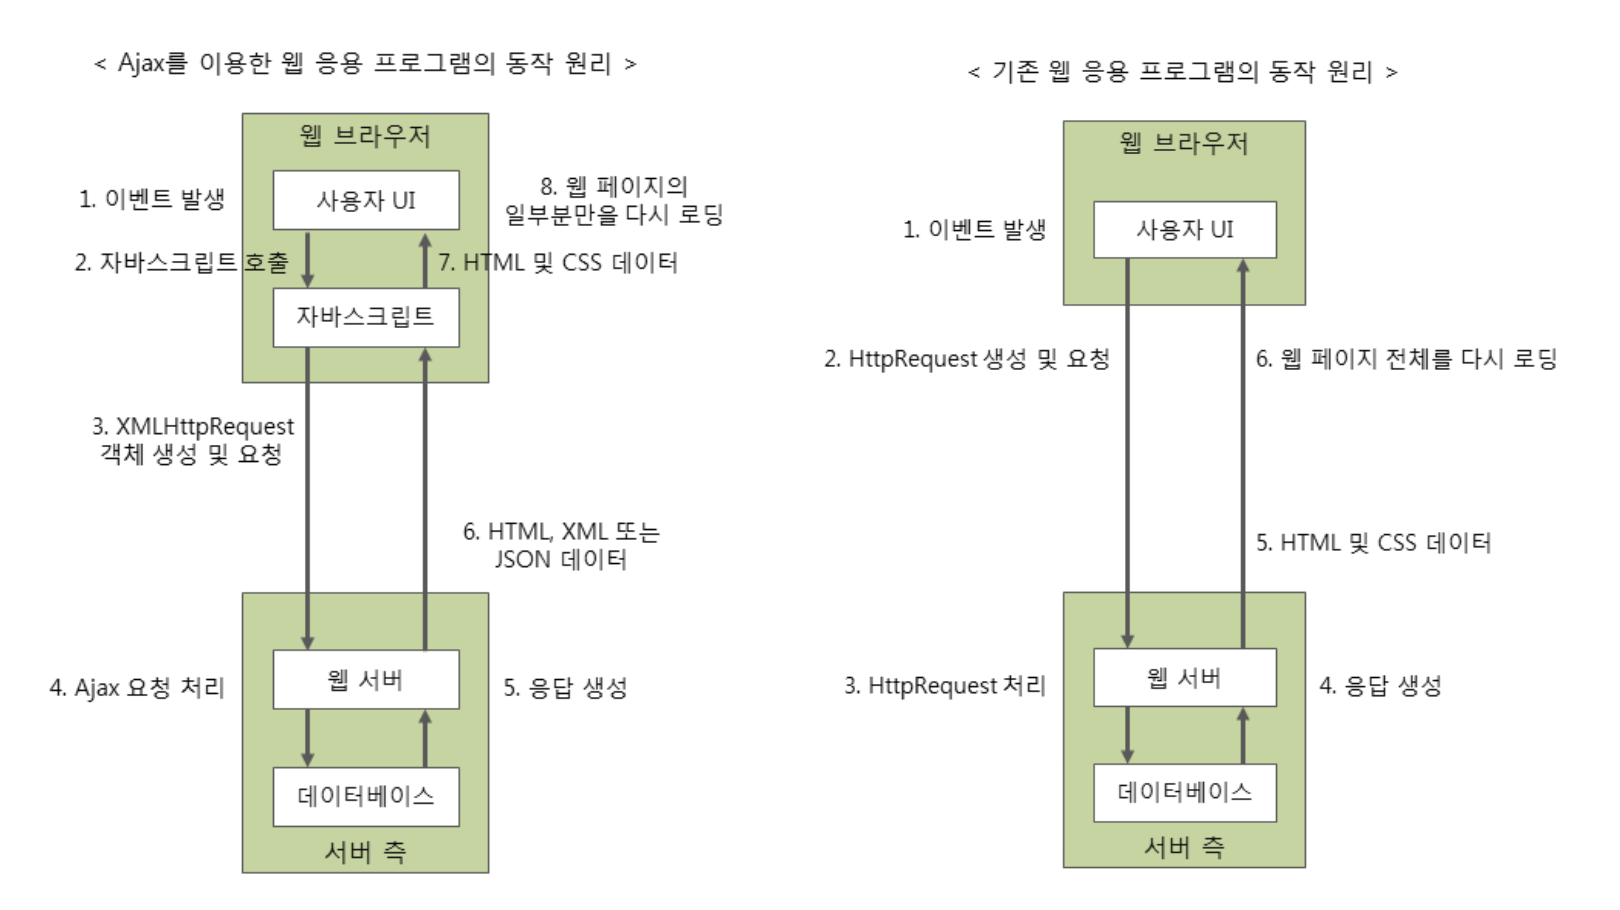 < Ajax를 이용한 웹 응용 프로그램의 동작 원리 >
웹 브라우저
1. 이벤트 발생
사용자 UI
8. 웹 페이지의
일부분만을 다시 로딩
2. 자바스크립트 호출
7. HTML 및 CSS 데이터
자바스크립트
3. XMLHttpRequest
객체 생성 및 요청
6. HTML, XML 또는
JSON 데이터
4. Ajax 요청 처리
웹 서버
5. 응답 생성
데이터베이스
서버 측
< 기존 웹 응용 프로그램의 동작 원리 >
웹 브라우저
1. 이벤트 발생
사용자 UI
2. HttpRequest 생성 및 요청
6. 웹 페이지 전체를 다시 로딩
5. HTML 및 CSS 데이터
3. HttpRequest 처리
웹 서버
4. 응답 생성
데이터베이스
서버 측